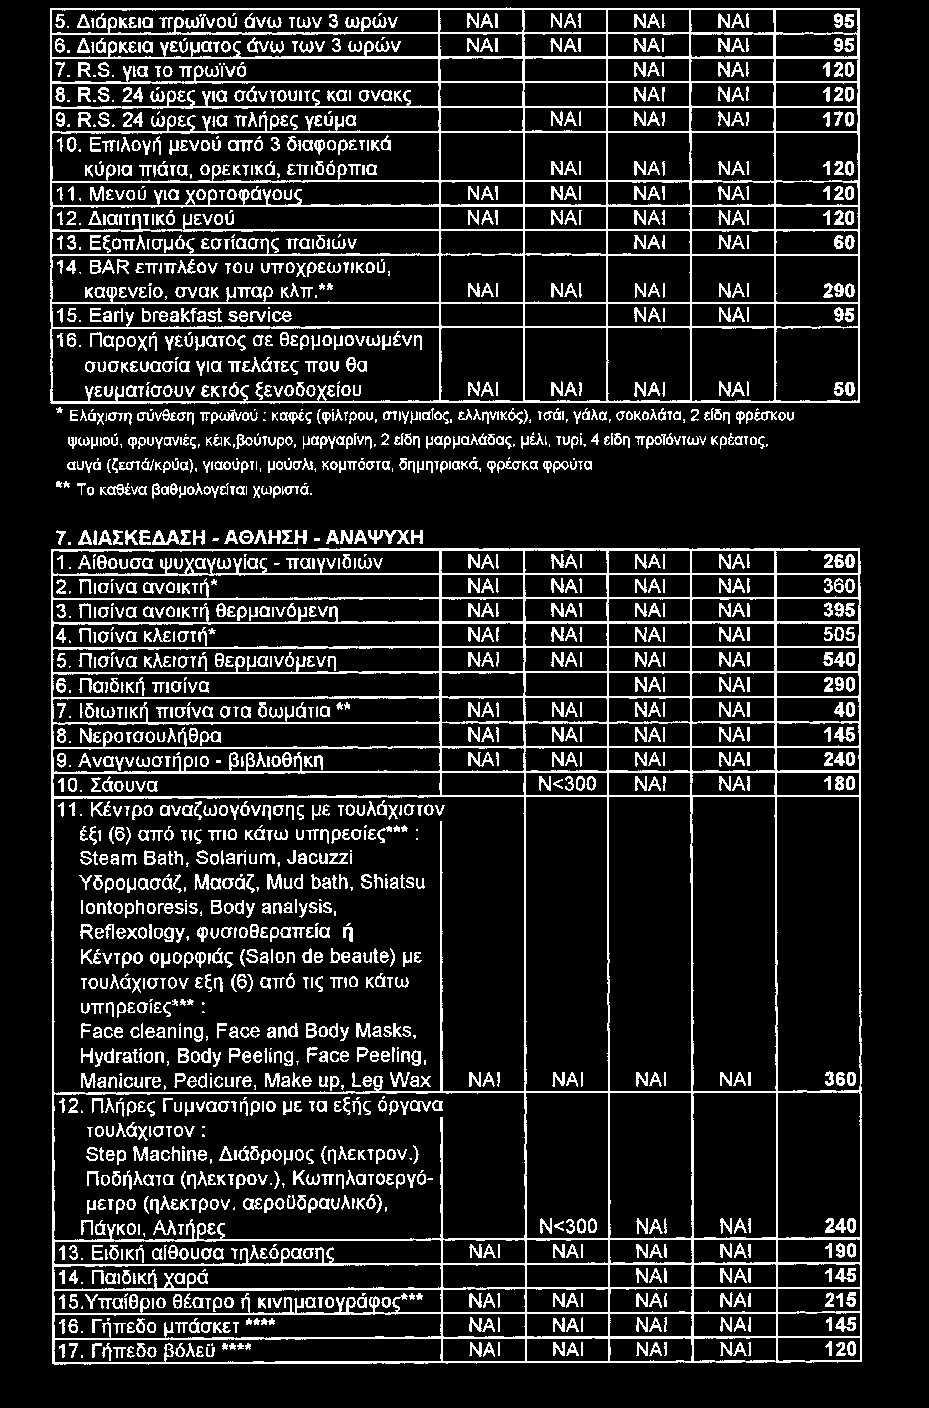 5. Διάρκεια πρωϊνού άνω των 3 ωρών ΝΑΙ ΝΑΙ ΝΑΙ ΝΑΙ 95
6. Διάρκεια γεύματος άνω των 3 ωρών ΝΑΙ ΝΑΙ ΝΑΙ ΝΑΙ 95
7. R.S. για το πρωϊνό ΝΑΙ ΝΑΙ 120
8. R.S. 24 ώρες για σάντουιτς και σνακς ΝΑΙ ΝΑΙ 120
9. R.S. 24 ώρες για πλήρες γεύμα ΝΑΙ ΝΑΙ ΝΑΙ 170
10. Επιλογή μενού από 3 διαφορετικά
κύρια πιάτα, ορεκτικά, επιδόρπια ΝΑΙ ΝΑΙ ΝΑΙ 120
11. Μενού για χορτοφάγους ΝΑΙ ΝΑΙ ΝΑΙ ΝΑΙ 120
12. Διαιτητικό μενού ΝΑΙ ΝΑΙ ΝΑΙ ΝΑΙ 120
13. Εξοπλισμός εστίασης παιδιών ΝΑΙ ΝΑΙ 60
14. BAR επιπλέον του υποχρεωτικού,
καφενείο, σνακ μπαρ κλπ.** ΝΑΙ ΝΑΙ ΝΑΙ ΝΑΙ 290
15. Early breakfast service ΝΑΙ ΝΑΙ 95
16. Παροχή γεύματος σε θερμομονωμένη
συσκευασία για πελάτες που θα
γευματίσουν εκτός ξενοδοχείου ΝΑΙ ΝΑΙ ΝΑΙ ΝΑΙ 50
* Ελάχιστη σύνθεση πρωϊνού : καφές (φίλτρου, στιγμιαίος, ελληνικός), τσάι, γάλα, σοκολάτα, 2 είδη φρέσκου
ψωμιού, φρυγανιές, κέικ,βούτυρο, μαργαρίνη, 2 είδη μαρμαλάδας, μέλι, τυρί, 4 είδη προϊόντων κρέατος,
αυγά (ζεστά/κρύα), γιαούρτι, μούσλι, κομπόστα, δημητριακά, φρέσκα φρούτα
** Το καθένα βαθμολογείται χωριστά.
7. ΔΙΑΣΚΕΔΑΣΗ - ΑΘΛΗΣΗ - ΑΝΑΨΥΧΗ
1. Αίθουσα ψυχαγωγίας - παιγνιδιών ΝΑΙ ΝΑΙ ΝΑΙ ΝΑΙ 260
2. Πισίνα ανοικτή* ΝΑΙ ΝΑΙ ΝΑΙ ΝΑΙ 360
3. Πισίνα ανοικτή θερμαινόμενη ΝΑΙ ΝΑΙ ΝΑΙ ΝΑΙ 395
4. Πισίνα κλειστή* ΝΑΙ ΝΑΙ ΝΑΙ ΝΑΙ 505
5. Πισίνα κλειστή θερμαινόμενη ΝΑΙ ΝΑΙ ΝΑΙ ΝΑΙ 540
6. Παιδική πισίνα ΝΑΙ ΝΑΙ 290
7. Ιδιωτική πισίνα στα δωμάτια ** ΝΑΙ ΝΑΙ ΝΑΙ ΝΑΙ 40
8. Νεροτσουλήθρα ΝΑΙ ΝΑΙ ΝΑΙ ΝΑΙ 145
9. Αναγνωστήριο - βιβλιοθήκη ΝΑΙ ΝΑΙ ΝΑΙ ΝΑΙ 240
10. Σάουνα Ν<300 ΝΑΙ ΝΑΙ 180
11. Κέντρο αναζωογόνησης με τουλάχιστον
έξι (6) από τις πιο κάτω υπηρεσίες*** :
Steam Bath, Solarium, Jacuzzi
Υδρομασάζ, Μασάζ, Mud bath, Shiatsu
Iontophoresis, Body analysis,
Reflexology, φυσιοθεραπεία ή
Κέντρο ομορφιάς (Salon de beaute) με
τουλάχιστον εξη (6) από τις πιο κάτω
υπηρεσίες*** :
Face cleaning, Face and Body Masks,
Hydration, Body Peeling, Face Peeling,
Manicure, Pedicure, Make up, Leg Wax ΝΑΙ ΝΑΙ ΝΑΙ ΝΑΙ 360
12. Πλήρες Γυμναστήριο με τα εξής όργανα
τουλάχιστον :
Step Machine, Διάδρομος (ηλεκτρον.)
Ποδήλατα (ηλεκτρον.), Κωπηλατοεργό-
μετρο (ηλεκτρον. αεροϋδραυλικό),
Πάγκοι, Αλτήρες Ν<300 ΝΑΙ ΝΑΙ 240
13. Ειδική αίθουσα τηλεόρασης ΝΑΙ ΝΑΙ ΝΑΙ ΝΑΙ 190
14. Παιδική χαρά ΝΑΙ ΝΑΙ 145
15.Υπαίθριο θέατρο ή κινηματογράφος*** ΝΑΙ ΝΑΙ ΝΑΙ ΝΑΙ 215
16. Γήπεδο μπάσκετ **** ΝΑΙ ΝΑΙ ΝΑΙ ΝΑΙ 145
17. Γήπεδο βόλεϋ **** ΝΑΙ ΝΑΙ ΝΑΙ ΝΑΙ 120